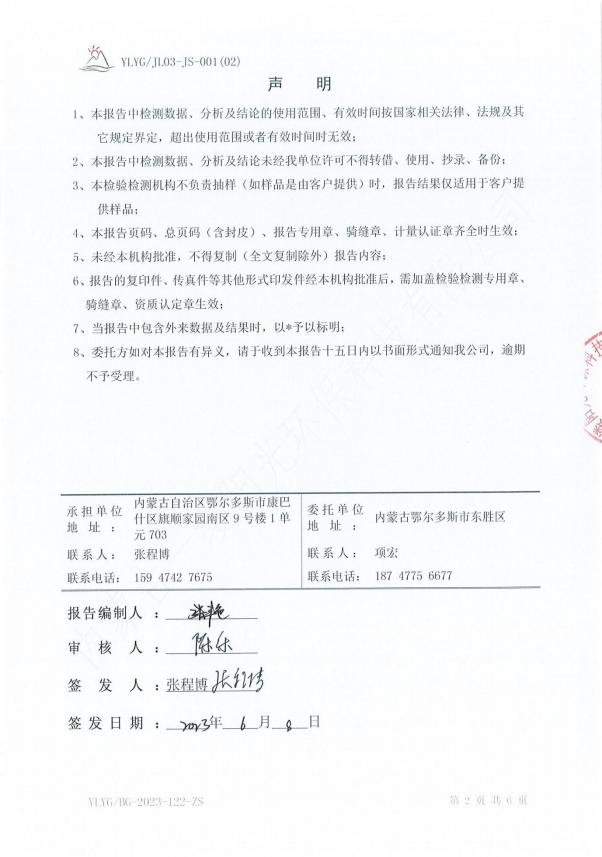 YLYG/JL03-JS-001(02)
声 明
1、本报告中检测数据、分析及结论的使用范围、有效时间按国家相关法律、法规及其
它规定界定，超出使用范围或者有效时间时无效；
2、本报告中检测数据、分析及结论未经我单位许可不得转借、使用、抄录、备份；
3、本检验检测机构不负责抽样（如样品是由客户提供）时，报告结果仅适用于客户提
供样品；
4、本报告页码、总页码（含封皮）、报告专用章、骑缝章、计量认证章齐全时生效；
5、未经本机构批准，不得复制（全文复制除外）报告内容；
6、报告的复印件、传真件等其他形式印发件经本机构批准后，需加盖检验检测专用章、
骑缝章、资质认定章生效；
7、当报告中包含外来数据及结果时，以*予以标明；
8、委托方如对本报告有异议，请于收到本报告十五日内以书面形式通知我公司，逾期
不予受理。
承担单位地址： 内蒙古自治区鄂尔多斯市康巴
什区旗顺家园南区9号楼1单
元703
联系人： 张程博
联系电话： 159 4742 7675
委托单位
地址： 内蒙古鄂尔多斯市东胜区
联系人： 项宏
联系电话： 187 4775 6677
报告编制人：
审 核 人：
签 发 人：张程博
签发日期：2023年6月8日
YLYG/BG-2023-122-ZS
第 2 页 共 6 页